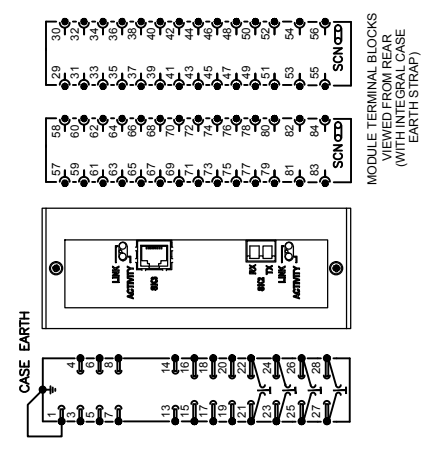 30 32 34 36 38 40 42 44 46 48 50 52 54 56
29 31 33 35 37 39 41 43 45 47 49 51 53 55
SCN
58 60 62 64 66 68 70 72 74 76 78 80 82 84
57 59 61 63 65 67 69 71 73 75 77 79 81 83
SCN
MODULE TERMINAL BLOCKS
VIEWED FROM REAR
(WITH INTEGRAL CASE
EARTH STRAP)
LINK
ACTIVITY
SK3
RX
TX
SK2
LINK
ACTIVITY
CASE EARTH
4 6 8 14 16 18 20 22 24 26 28
1 3 5 7 13 15 17 19 21 23 25 27